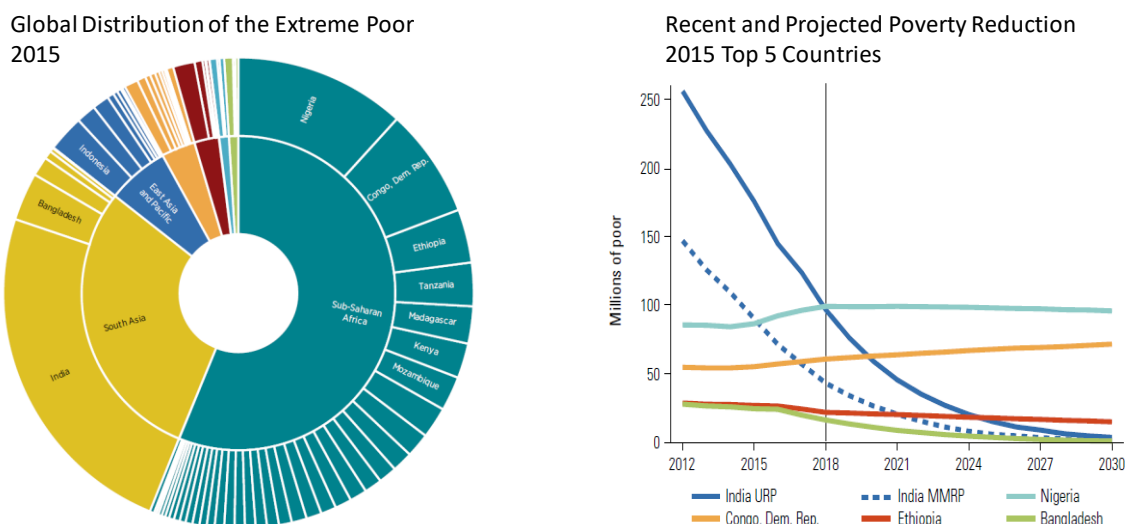 Global Distribution of the Extreme Poor
2015
Nigeria
Congo, Dem. Rep.
Ethiopia
Tanzania
Madagascar
Kenya
Mozambique
Sub-Saharan
Africa
South Asia
India
Bangladesh
East Asia
and Pacific
Indonesia
Recent and Projected Poverty Reduction
2015 Top 5 Countries
Millions of poor
250
200
150
100
50
0
2012
2015
2018
2021
2024
2027
2030
India URP
India MMRP
Nigeria
Congo, Dem. Rep.
Ethiopia
Bangladesh